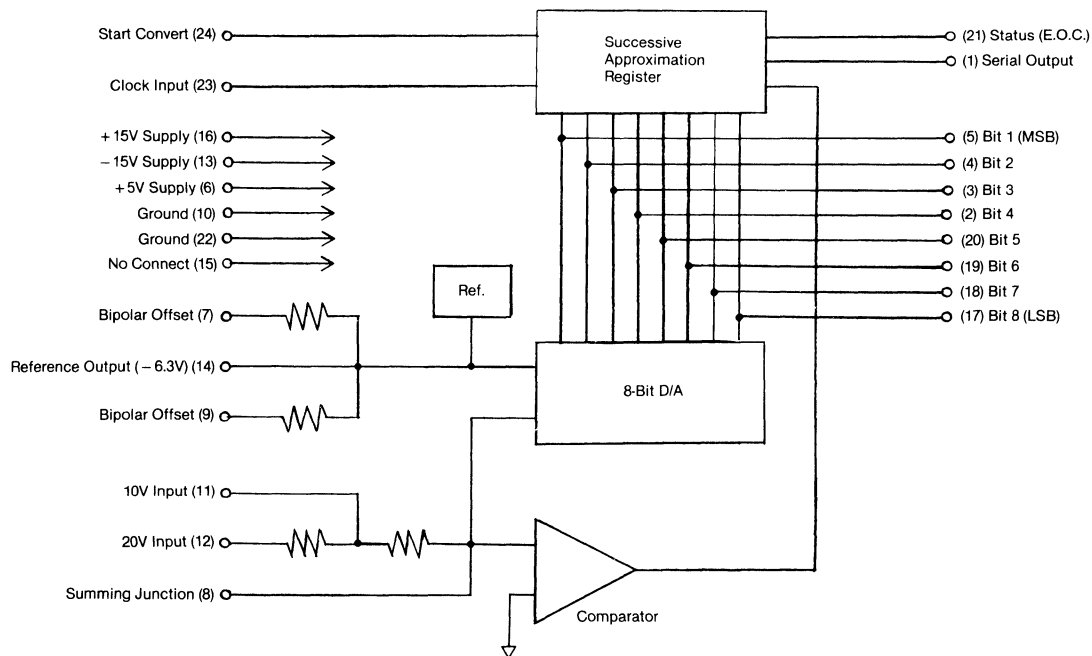 Start Convert (24)
Clock Input (23)
+15V Supply (16)
−15V Supply (13)
+5V Supply (6)
Ground (10)
Ground (22)
No Connect (15)
Bipolar Offset (7)
Reference Output (−6.3V) (14)
Bipolar Offset (9)
10V Input (11)
20V Input (12)
Summing Junction (8)
Successive
Approximation
Register
Ref.
8-Bit D/A
Comparator
(21) Status (E.O.C.)
(1) Serial Output
(5) Bit 1 (MSB)
(4) Bit 2
(3) Bit 3
(2) Bit 4
(20) Bit 5
(19) Bit 6
(18) Bit 7
(17) Bit 8 (LSB)